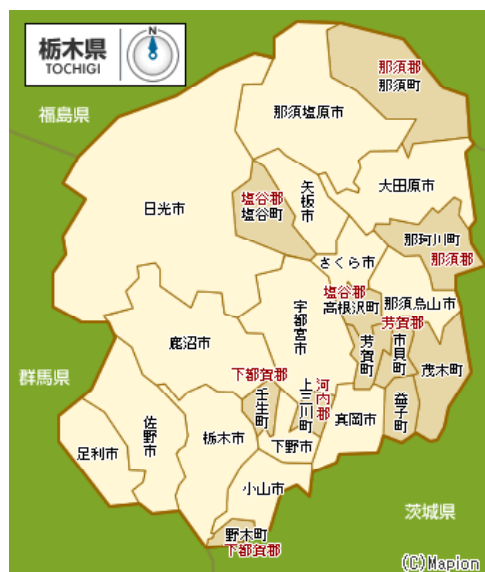 栃木県
TOCHIGI
N
福島県
那須郡
那須町
那須塩原市
大田原市
矢板市
塩谷郡
塩谷町
日光市
那珂川町
那須郡
さくら市
塩谷郡
高根沢町
那須烏山市
芳賀郡
宇都宮市
鹿沼市
芳賀町
市貝町
茂木町
群馬県
下都賀郡
壬生町
上三川町
河内郡
真岡市
益子町
佐野市
足利市
栃木市
下野市
小山市
茨城県
野木町
下都賀郡
(C)Mapion